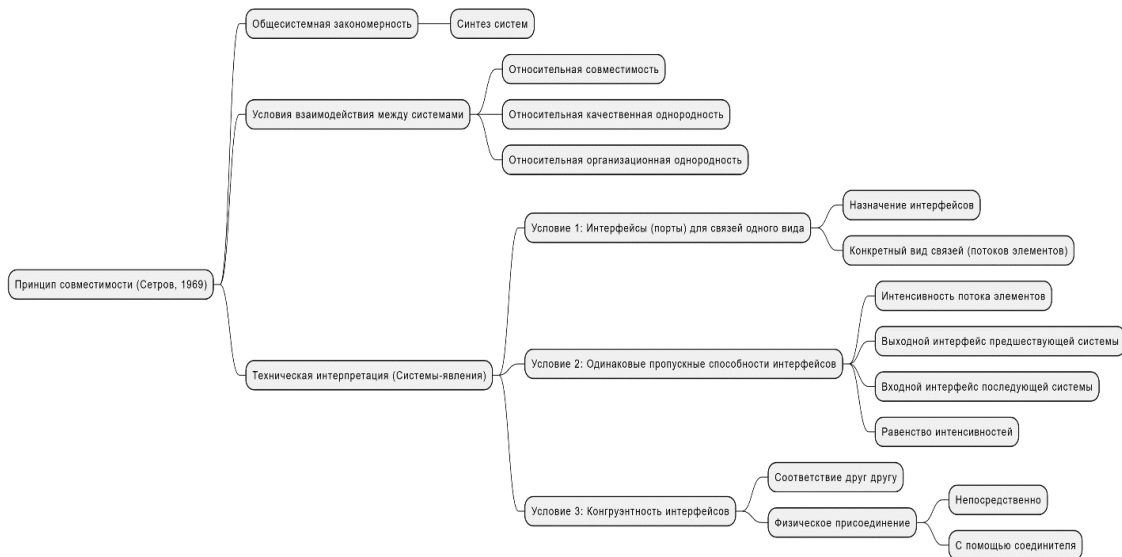 Общесистемная закономерность
Синтез систем
Относительная совместимость
Условия взаимодействия между системами
Относительная качественная однородность
Относительная организационная однородность
Назначение интерфейсов
Условие 1: Интерфейсы (порты) для связей одного вида
Конкретный вид связей (потоков элементов)
Принцип совместимости (Сетров, 1969)
Интенсивность потока элементов
Выходной интерфейс предшествующей системы
Техническая интерпретация (Системы-явления)
Условие 2: Одинаковые пропускные способности интерфейсов
Входной интерфейс последующей системы
Равенство интенсивностей
Соответствие друг другу
Условие 3: Конгруэнтность интерфейсов
Физическое присоединение
Непосредственно
С помощью соединителя